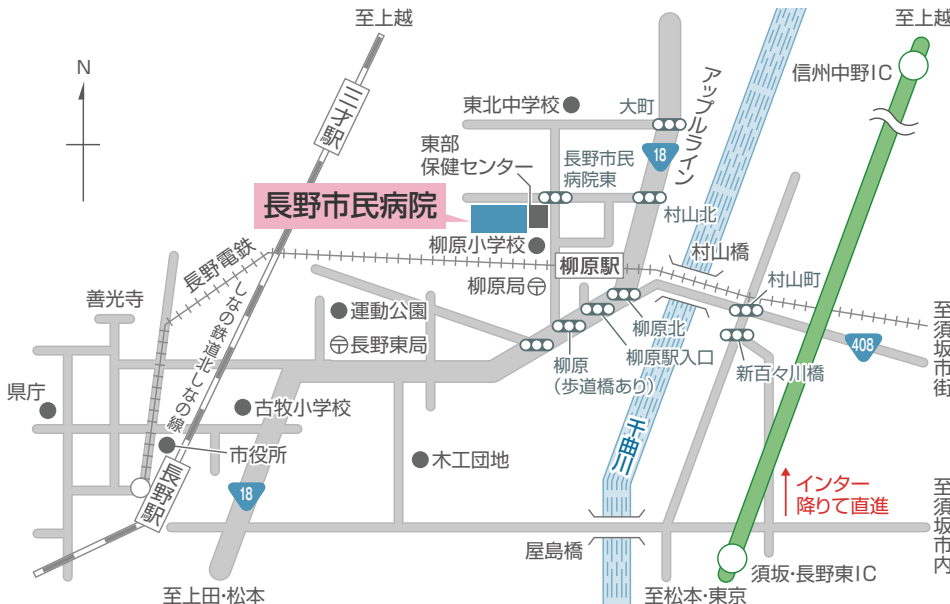 至上越
至上越
N
三才駅
アップルライン
信州中野IC
東北中学校
大町
東部
保健センター
長野市民
病院東
18
長野市民病院
村山北
柳原小学校
長野電鉄
柳原駅
村山橋
柳原局
村山町
善光寺
しなの鉄道北しなの線
運動公園
柳原北
至須坂市街
長野東局
柳原駅入口
408
柳原
(歩道橋あり)
新百々川橋
県庁
古牧小学校
千曲川
市役所
木工団地
長野駅
18
インター
降りて直進
至須坂市内
屋島橋
須坂・長野東IC
至上田・松本
至松本・東京